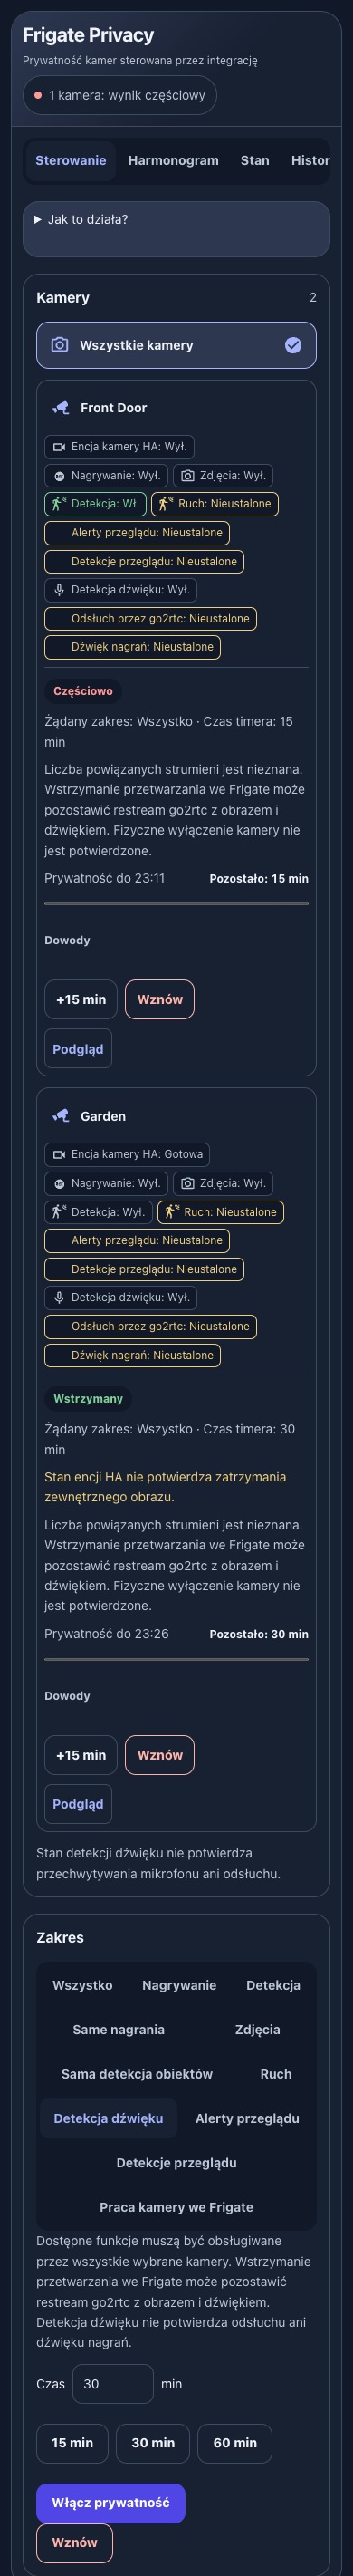 Frigate Privacy
Prywatność kamer sterowana przez integrację
1 kamera: wynik częściowy
Sterowanie Harmonogram Stan Histor
Jak to działa?
Kamery 2
Wszystkie kamery
Front Door
Encja kamery HA: Wył.
Nagrywanie: Wył. Zdjęcia: Wył.
Detekcja: Wł. Ruch: Nieustalone
Alerty przeglądu: Nieustalone
Detekcje przeglądu: Nieustalone
Detekcja dźwięku: Wył.
Odsłuch przez go2rtc: Nieustalone
Dźwięk nagrań: Nieustalone
Częściowo
Żądany zakres: Wszystko · Czas timera: 15
min
Liczba powiązanych strumieni jest nieznana.
Wstrzymanie przetwarzania we Frigate może
pozostawić restream go2rtc z obrazem i
dźwiękiem. Fizyczne wyłączenie kamery nie
jest potwierdzone.
Prywatność do 23:11 Pozostało: 15 min
Dowody
+15 min Wznów
Podgląd
Garden
Encja kamery HA: Gotowa
Nagrywanie: Wył. Zdjęcia: Wył.
Detekcja: Wył. Ruch: Nieustalone
Alerty przeglądu: Nieustalone
Detekcje przeglądu: Nieustalone
Detekcja dźwięku: Wył.
Odsłuch przez go2rtc: Nieustalone
Dźwięk nagrań: Nieustalone
Wstrzymany
Żądany zakres: Wszystko · Czas timera: 30
min
Stan encji HA nie potwierdza zatrzymania
zewnętrznego obrazu.
Liczba powiązanych strumieni jest nieznana.
Wstrzymanie przetwarzania we Frigate może
pozostawić restream go2rtc z obrazem i
dźwiękiem. Fizyczne wyłączenie kamery nie
jest potwierdzone.
Prywatność do 23:26 Pozostało: 30 min
Dowody
+15 min Wznów
Podgląd
Stan detekcji dźwięku nie potwierdza
przechwytywania mikrofonu ani odsłuchu.
Zakres
Wszystko Nagrywanie Detekcja
Same nagrania Zdjęcia
Sama detekcja obiektów Ruch
Detekcja dźwięku Alerty przeglądu
Detekcje przeglądu
Praca kamery we Frigate
Dostępne funkcje muszą być obsługiwane
przez wszystkie wybrane kamery. Wstrzymanie
przetwarzania we Frigate może pozostawić
restream go2rtc z obrazem i dźwiękiem.
Detekcja dźwięku nie potwierdza odsłuchu ani
dźwięku nagrań.
Czas 30 min
15 min 30 min 60 min
Włącz prywatność
Wznów